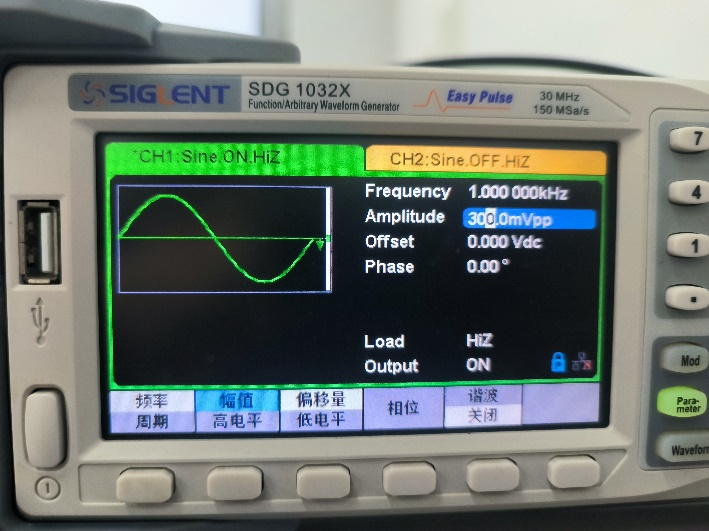 SIGLENT
SDG 1032X
Function/Arbitrary Waveform Generator
Easy Pulse
30 MHz
150 MSa/s
*CH1:Sine.ON.HiZ
CH2:Sine.OFF.HiZ
Frequency 1.000 000kHz
Amplitude 300.0mVpp
Offset 0.000 Vdc
Phase 0.00 °
Load HiZ
Output ON
频率 幅值 偏移量 相位 谐波
周期 高电平 低电平 关闭
7
4
1
Mod
Para-
meter
Waveform